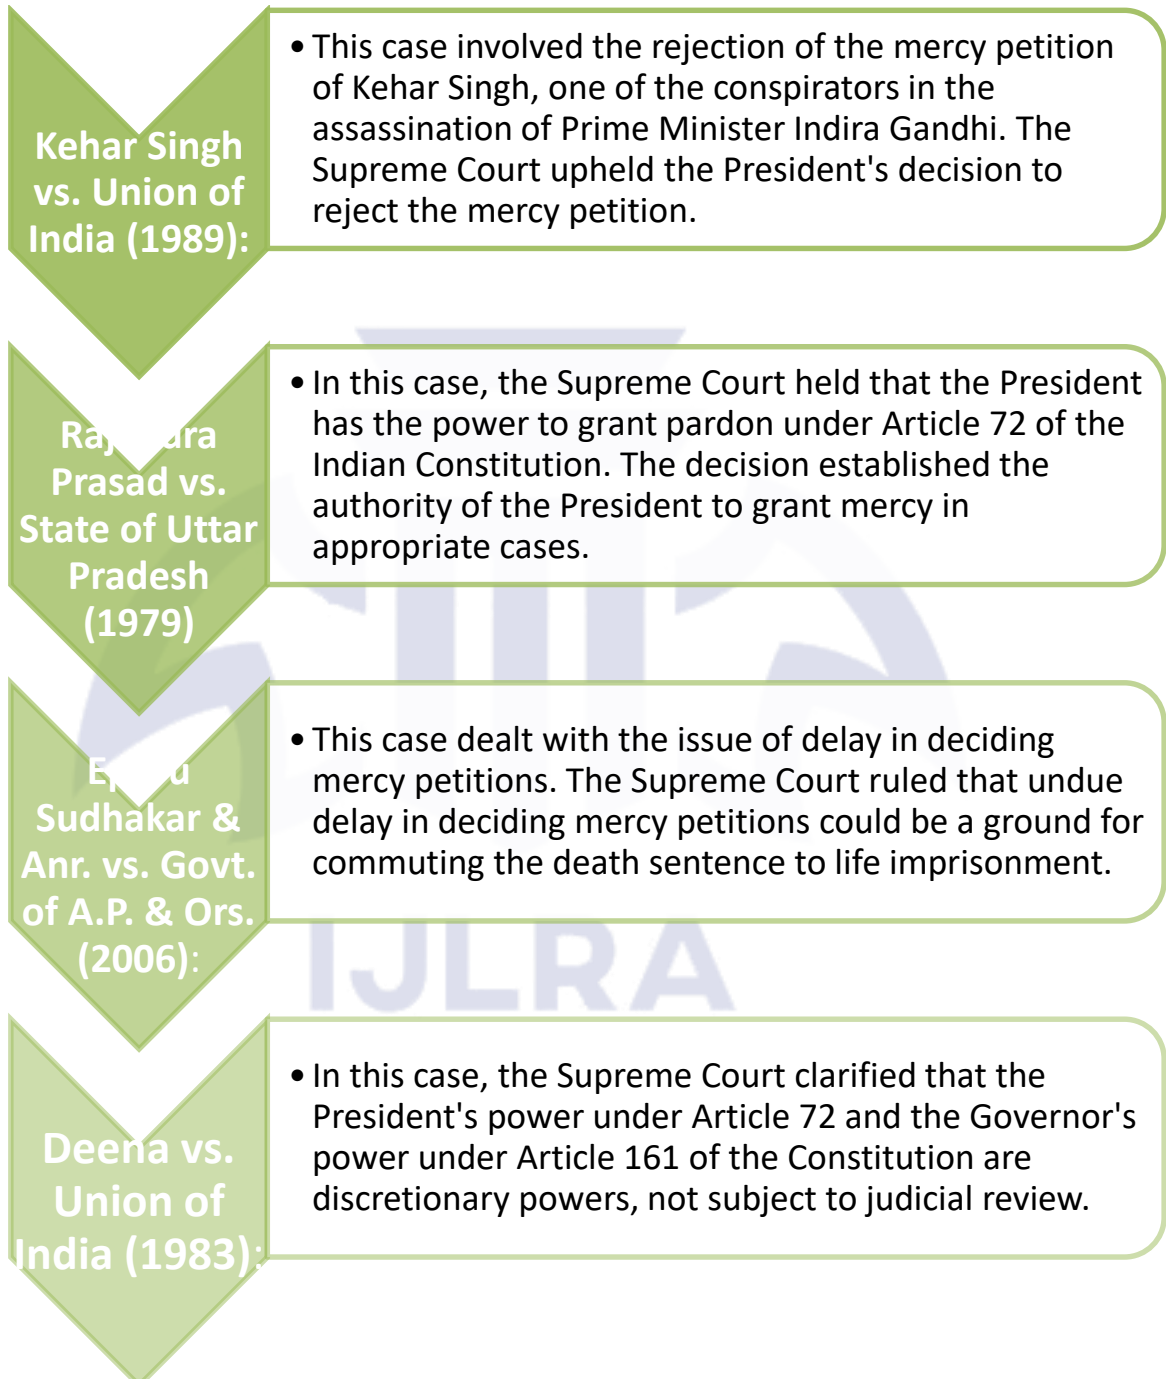 Kehar Singh
vs. Union of
India (1989):
• This case involved the rejection of the mercy petition
of Kehar Singh, one of the conspirators in the
assassination of Prime Minister Indira Gandhi. The
Supreme Court upheld the President's decision to
reject the mercy petition.
Prasad vs.
State of Uttar
Pradesh
(1979)
• In this case, the Supreme Court held that the President
has the power to grant pardon under Article 72 of the
Indian Constitution. The decision established the
authority of the President to grant mercy in
appropriate cases.
Sudhakar &
Anr. vs. Govt.
of A.P. & Ors.
(2006):
• This case dealt with the issue of delay in deciding
mercy petitions. The Supreme Court ruled that undue
delay in deciding mercy petitions could be a ground for
commuting the death sentence to life imprisonment.
IJLRA
Deena vs.
Union of
India (1983):
• In this case, the Supreme Court clarified that the
President's power under Article 72 and the Governor's
power under Article 161 of the Constitution are
discretionary powers, not subject to judicial review.